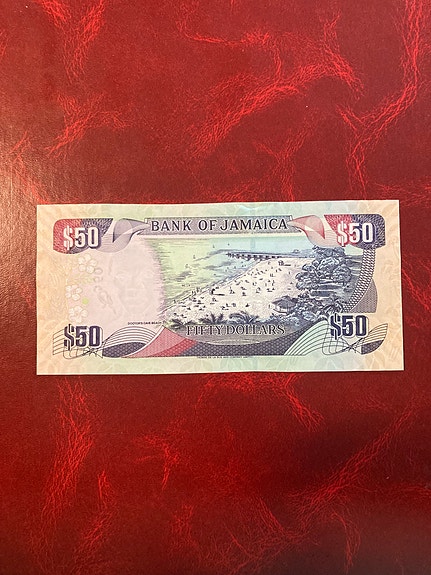 BANK OF JAMAICA
$50
$50
DOCTOR'S CAVE BEACH
FIFTY DOLLARS
$50
$50